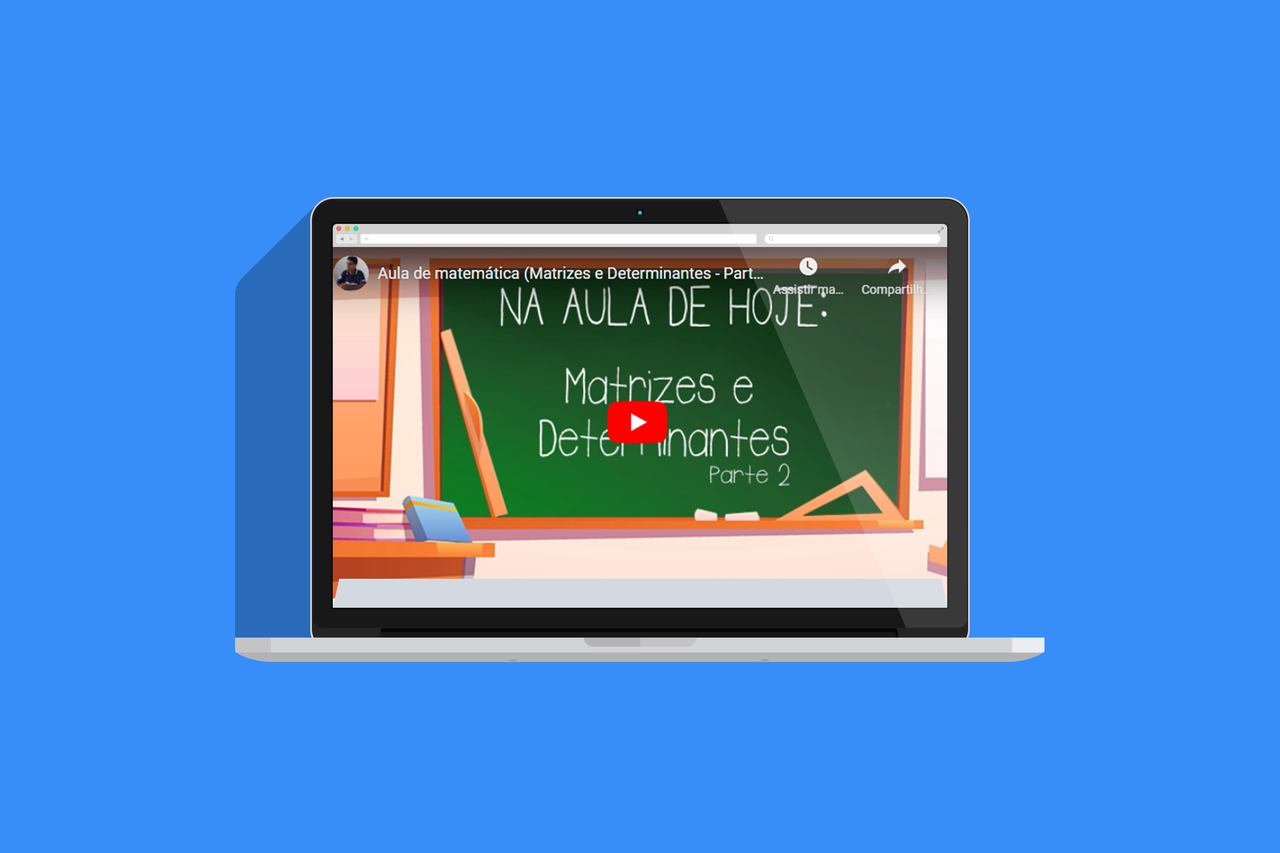 Aula de matemática (Matrizes e Determinantes - Part...
Assistir ma...
Compartilh...
NA AULA DE HOJE:
Matrizes e
Determinantes
Parte 2